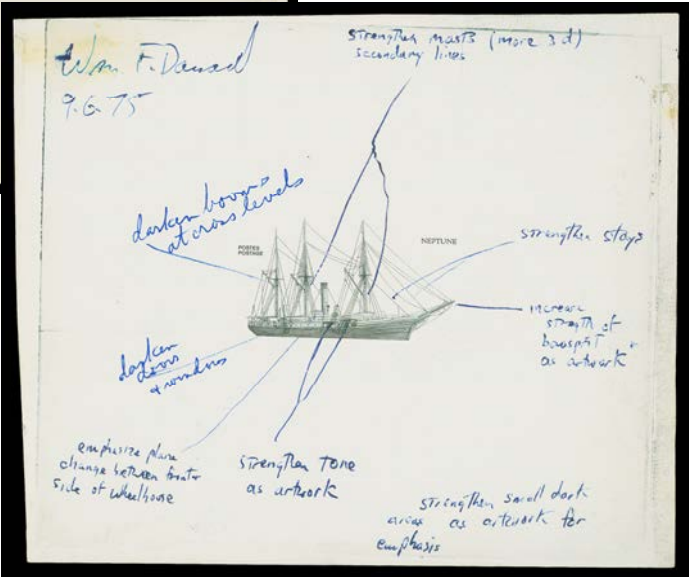 Wm F.
9.6.75
strengthen masts (more 3d)
secondary lines
darken booms
at cross levels
POSTES
POSTAGE
NEPTUNE
strengthen stays
increase
strength of
bowsprit
as artwork
darken
doors
+ windows
emphasize plane
change between front +
side of wheelhouse
strengthen tone
as artwork
strengthen small dark
areas as artwork for
emphasis